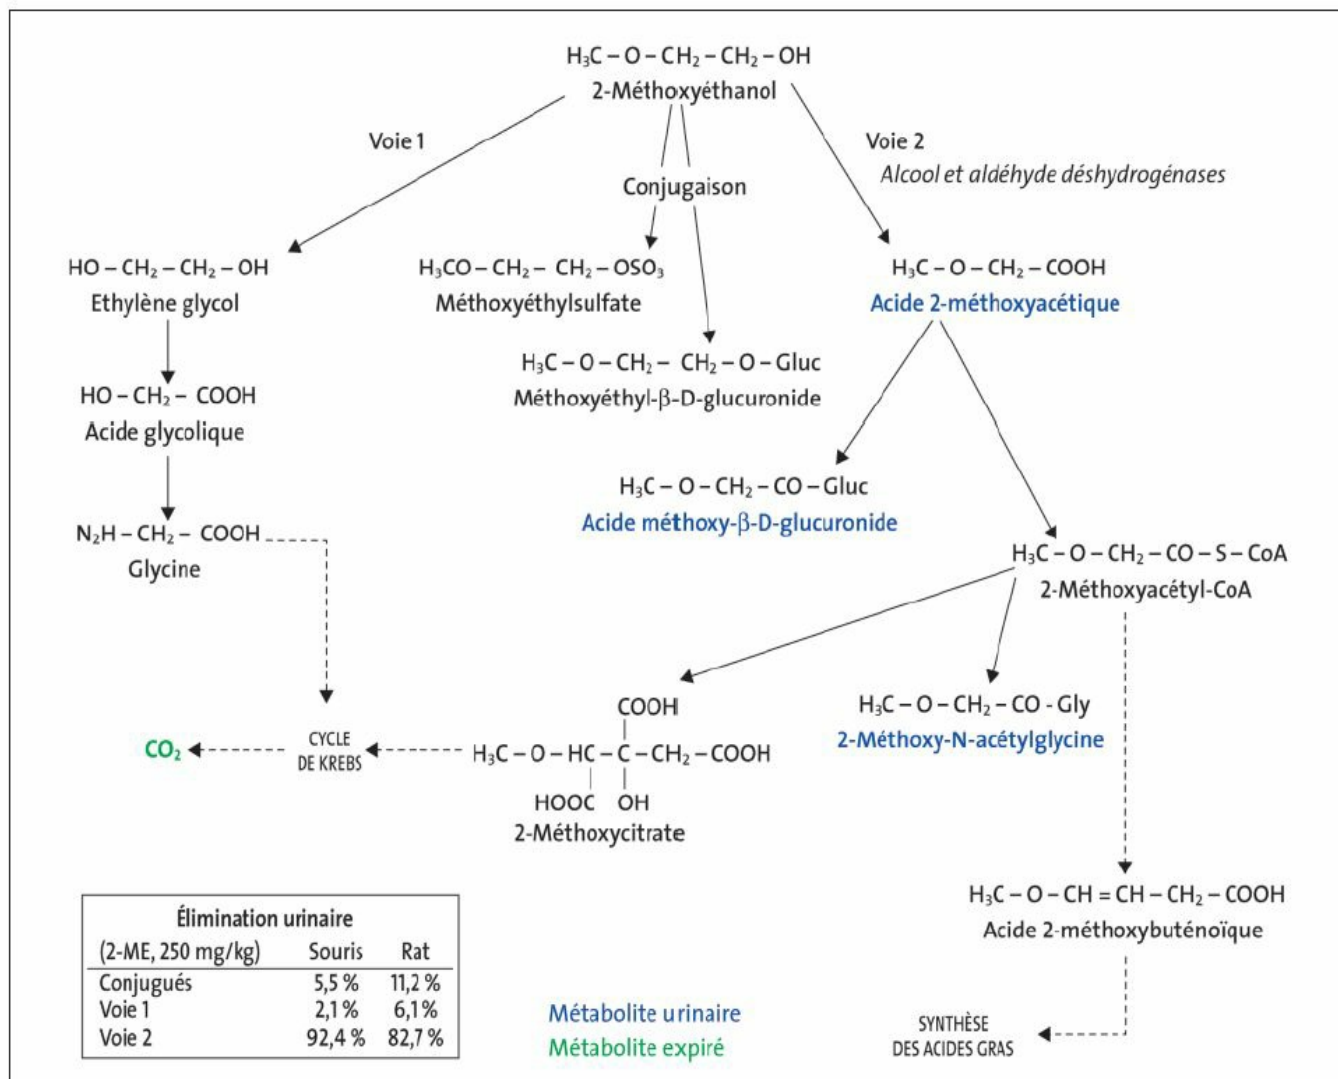 H₃C – O – CH₂ – CH₂ – OH
2-Méthoxyéthanol
Voie 1
Voie 2
Alcool et aldéhyde déshydrogénases
Conjugaison
HO – CH₂ – CH₂ – OH
Ethylène glycol
H₃CO – CH₂ – CH₂ – OSO₃
Méthoxyéthylsulfate
H₃C – O – CH₂ – COOH
Acide 2-méthoxyacétique
H₃C – O – CH₂ – CH₂ – O – Gluc
Méthoxyéthyl-β-D-glucuronide
HO – CH₂ – COOH
Acide glycolique
H₃C – O – CH₂ – CO – Gluc
Acide méthoxy-β-D-glucuronide
N₂H – CH₂ – COOH
Glycine
H₃C – O – CH₂ – CO – S – CoA
2-Méthoxyacétyl-CoA
H₃C – O – CH₂ – CO - Gly
2-Méthoxy-N-acétylglycine
COOH
H₃C – O – HC – C – CH₂ – COOH
HOOC OH
2-Méthoxycitrate
CYCLE
DE KREBS
CO₂
H₃C – O – CH = CH – CH₂ – COOH
Acide 2-méthoxybuténoïque
SYNTHÈSE
DES ACIDES GRAS
Élimination urinaire
(2-ME, 250 mg/kg) Souris Rat
Conjugués 5,5 % 11,2 %
Voie 1 2,1 % 6,1 %
Voie 2 92,4 % 82,7 %
Métabolite urinaire
Métabolite expiré